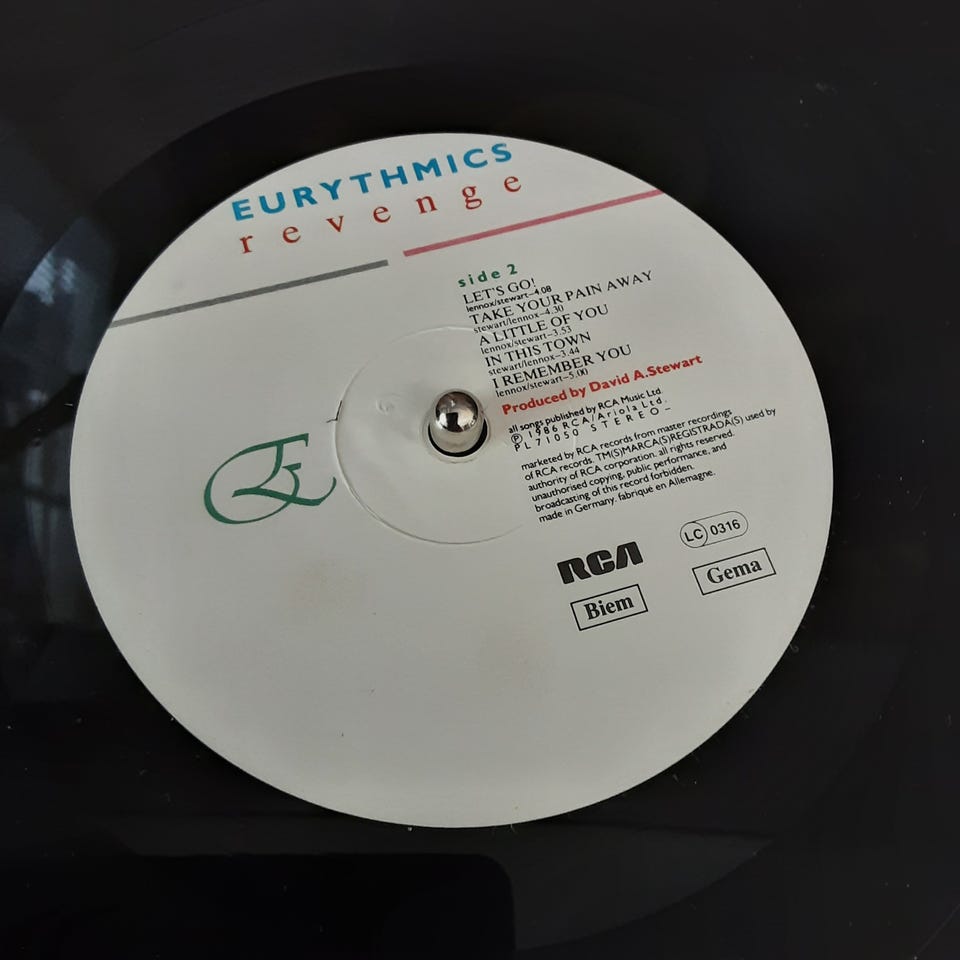 EURYTHMICS
revenge
side 2
LET'S GO!
lennox/stewart–4.08
TAKE YOUR PAIN AWAY
stewart/lennox–4.30
A LITTLE OF YOU
lennox/stewart–3.53
IN THIS TOWN
stewart/lennox–3.44
I REMEMBER YOU
lennox/stewart–5.00
Produced by David A.Stewart
all songs published by RCA Music Ltd.
Ⓟ 1986 RCA/Ariola Ltd.
PL71050 STEREO–
marketed by RCA records from master recordings
of RCA records. TM(S)MARCA(S)REGISTRADA(S) used by
authority of RCA corporation. all rights reserved.
unauthorised copying, public performance, and
broadcasting of this record forbidden.
made in Germany. fabriqué en Allemagne.
RCA
LC 0316
Biem
Gema